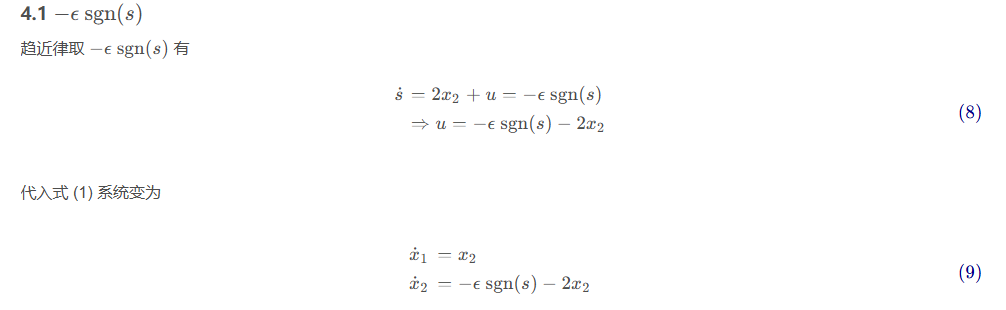 4.1 −ϵ sgn(s)
趋近律取 −ϵ sgn(s) 有
ṡ = 2x₂ + u = −ϵ sgn(s)
⇒ u = −ϵ sgn(s) − 2x₂
(8)
代入式 (1) 系统变为
ẋ₁ = x₂
ẋ₂ = −ϵ sgn(s) − 2x₂
(9)